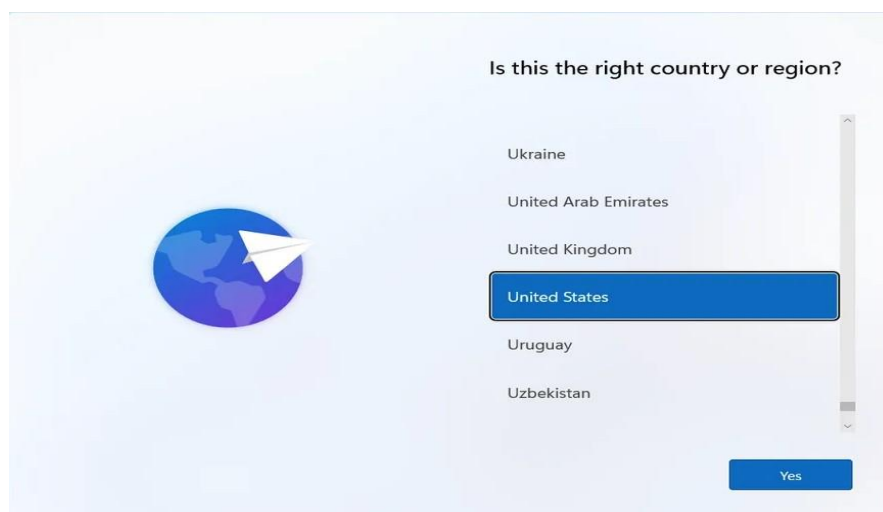 Is this the right country or region?
Ukraine
United Arab Emirates
United Kingdom
United States
Uruguay
Uzbekistan
Yes